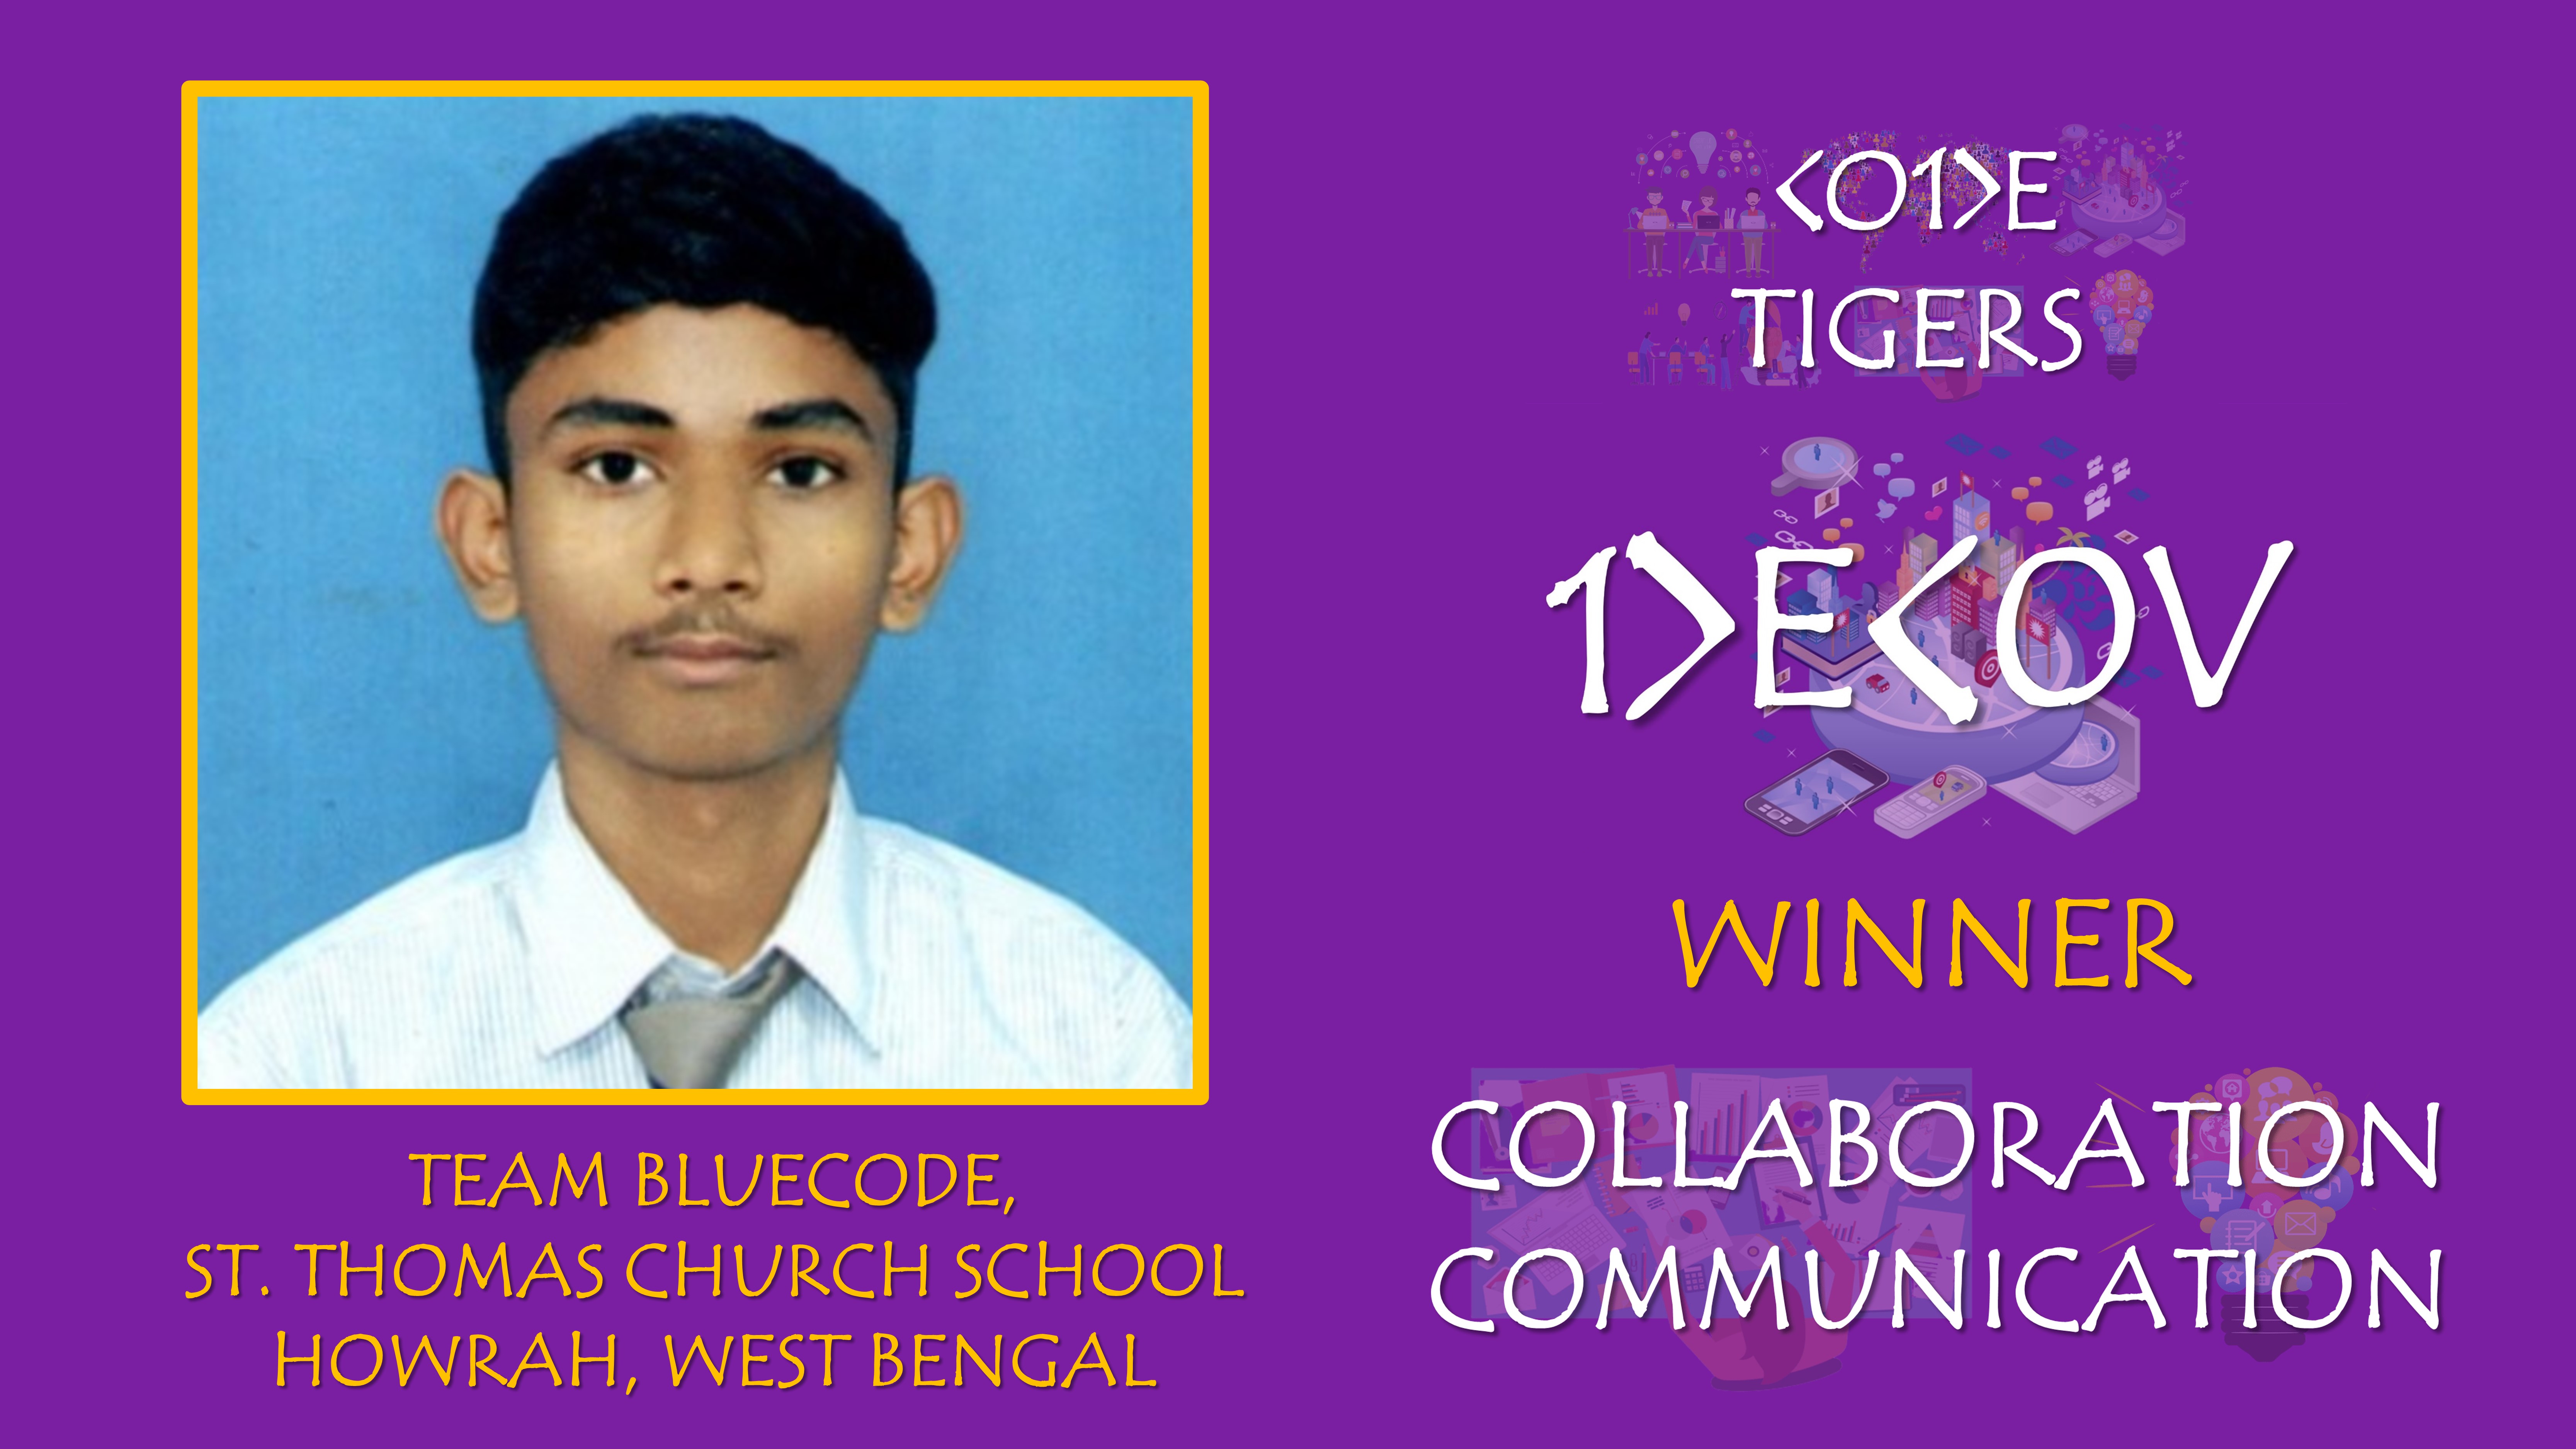 <O1>E
TIGERS
1>E<OV
WINNER
COLLABORATION
COMMUNICATION
TEAM BLUECODE,
ST. THOMAS CHURCH SCHOOL
HOWRAH, WEST BENGAL